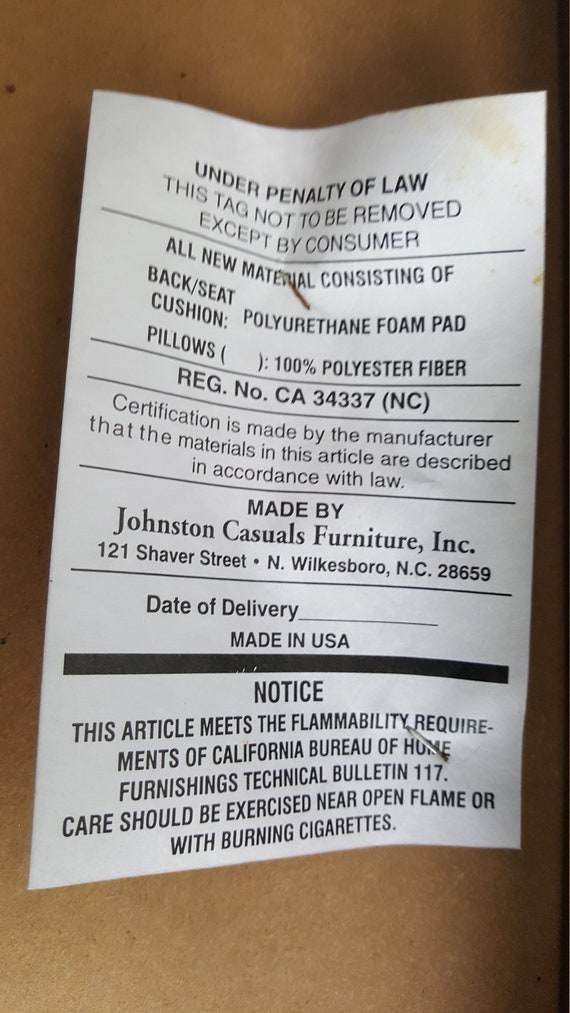 UNDER PENALTY OF LAW
THIS TAG NOT TO BE REMOVED
EXCEPT BY CONSUMER
ALL NEW MATERIAL CONSISTING OF
BACK/SEAT
CUSHION: POLYURETHANE FOAM PAD
PILLOWS ( ): 100% POLYESTER FIBER
REG. No. CA 34337 (NC)
Certification is made by the manufacturer
that the materials in this article are described
in accordance with law.
MADE BY
Johnston Casuals Furniture, Inc.
121 Shaver Street • N. Wilkesboro, N.C. 28659
Date of Delivery_______________
MADE IN USA
NOTICE
THIS ARTICLE MEETS THE FLAMMABILITY REQUIRE-
MENTS OF CALIFORNIA BUREAU OF HOME
FURNISHINGS TECHNICAL BULLETIN 117.
CARE SHOULD BE EXERCISED NEAR OPEN FLAME OR
WITH BURNING CIGARETTES.